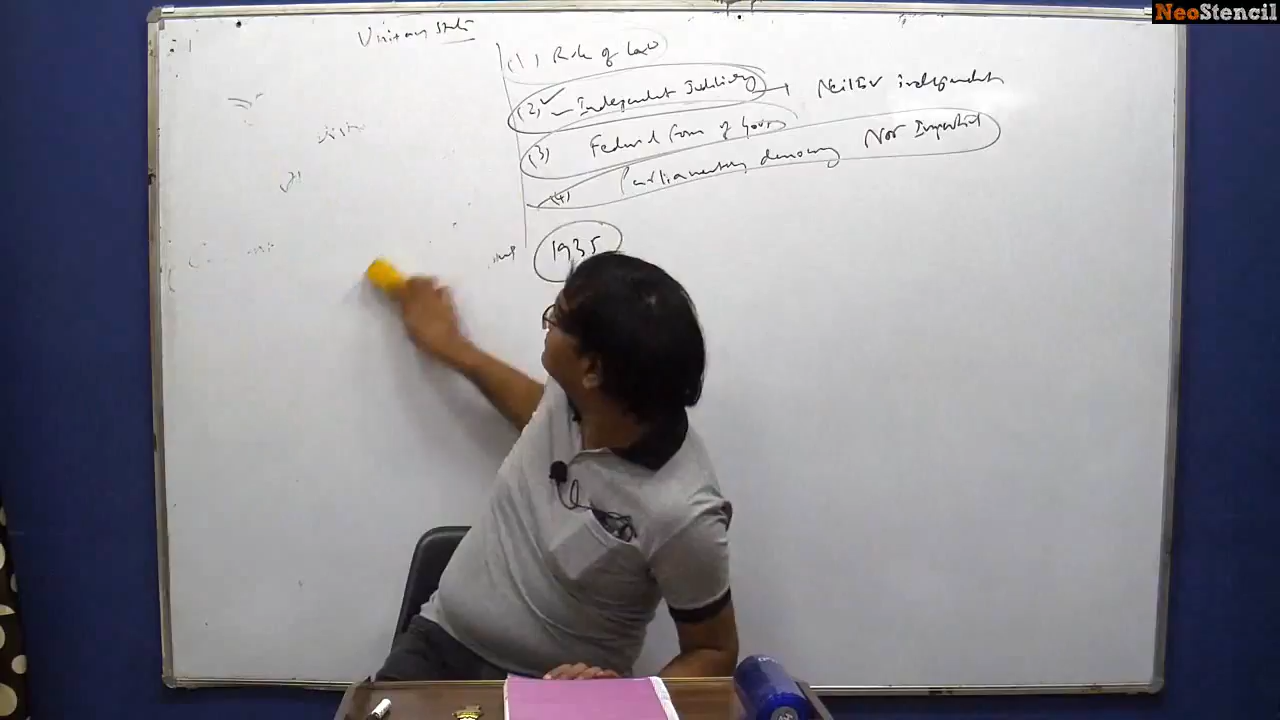 NeoStencil
Unitary State
(1) Rule of law
(2) Independent Judiciary → Neither independent
(3) Federal form of Govt
Nor Impartial
(4) Parliamentary democracy
1935